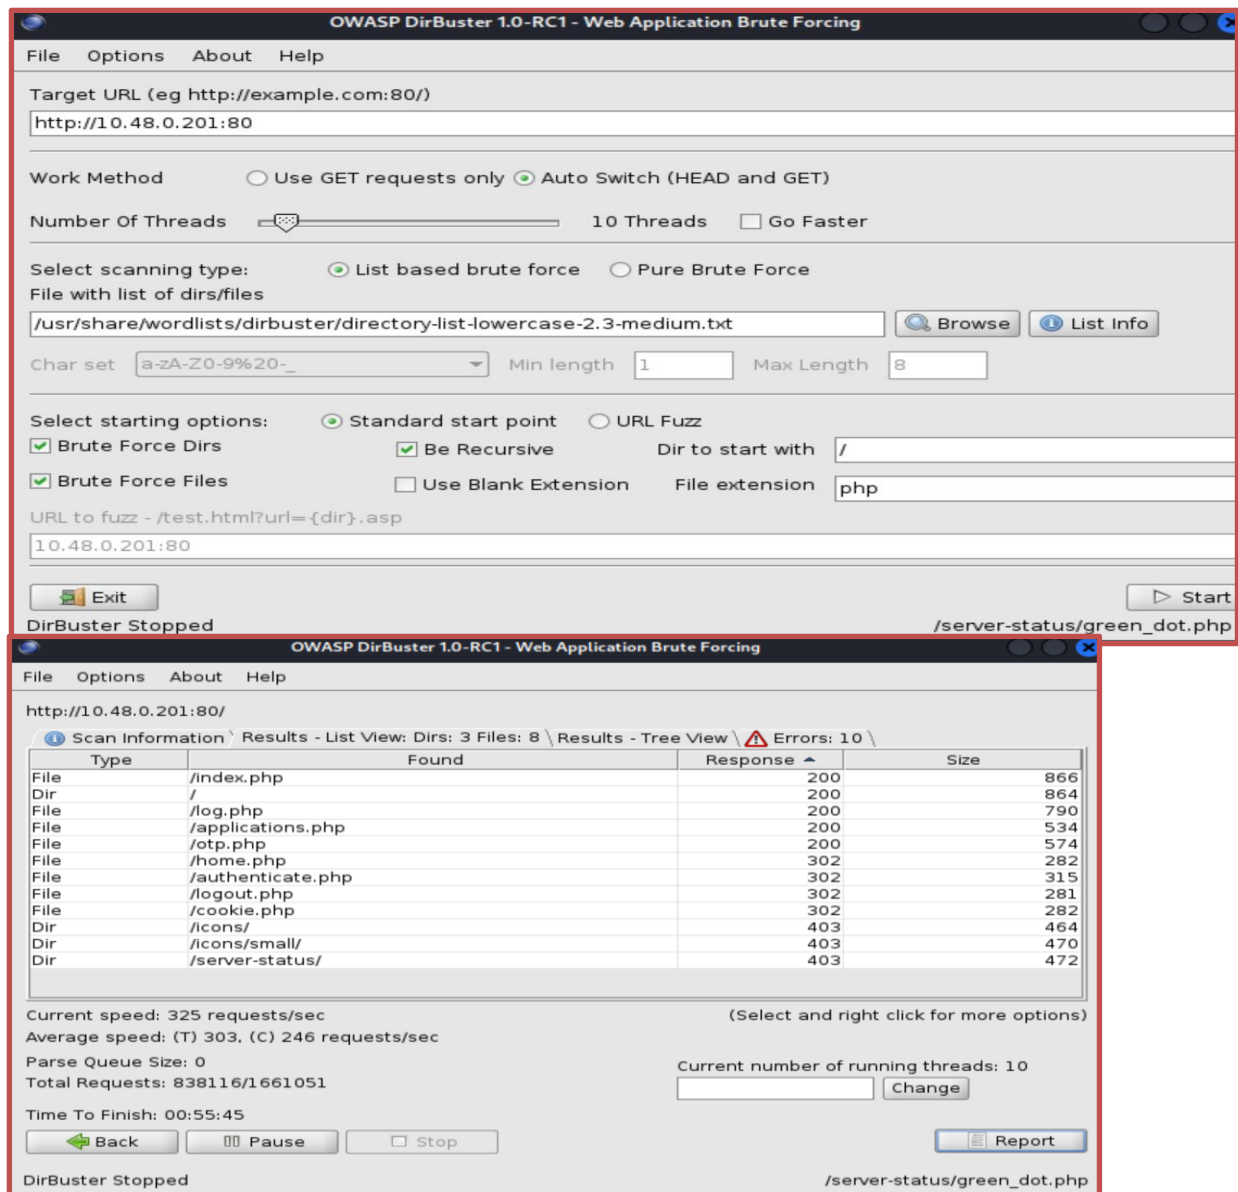 OWASP DirBuster 1.0-RC1 - Web Application Brute Forcing
File Options About Help
Target URL (eg http://example.com:80/)
http://10.48.0.201:80
Work Method Use GET requests only Auto Switch (HEAD and GET)
Number Of Threads 10 Threads Go Faster
Select scanning type: List based brute force Pure Brute Force
File with list of dirs/files
/usr/share/wordlists/dirbuster/directory-list-lowercase-2.3-medium.txt Browse List Info
Char set a-zA-Z0-9%20-_ Min length 1 Max Length 8
Select starting options: Standard start point URL Fuzz
Brute Force Dirs Be Recursive Dir to start with /
Brute Force Files Use Blank Extension File extension php
URL to fuzz - /test.html?url={dir}.asp
10.48.0.201:80
Exit Start
DirBuster Stopped /server-status/green_dot.php
OWASP DirBuster 1.0-RC1 - Web Application Brute Forcing
File Options About Help
http://10.48.0.201:80/
Scan Information Results - List View: Dirs: 3 Files: 8 Results - Tree View Errors: 10
Type Found Response Size
File /index.php 200 866
Dir / 200 864
File /log.php 200 790
File /applications.php 200 534
File /otp.php 200 574
File /home.php 302 282
File /authenticate.php 302 315
File /logout.php 302 281
File /cookie.php 302 282
Dir /icons/ 403 464
Dir /icons/small/ 403 470
Dir /server-status/ 403 472
Current speed: 325 requests/sec (Select and right click for more options)
Average speed: (T) 303, (C) 246 requests/sec
Parse Queue Size: 0 Current number of running threads: 10
Total Requests: 838116/1661051 Change
Time To Finish: 00:55:45
Back Pause Stop Report
DirBuster Stopped /server-status/green_dot.php